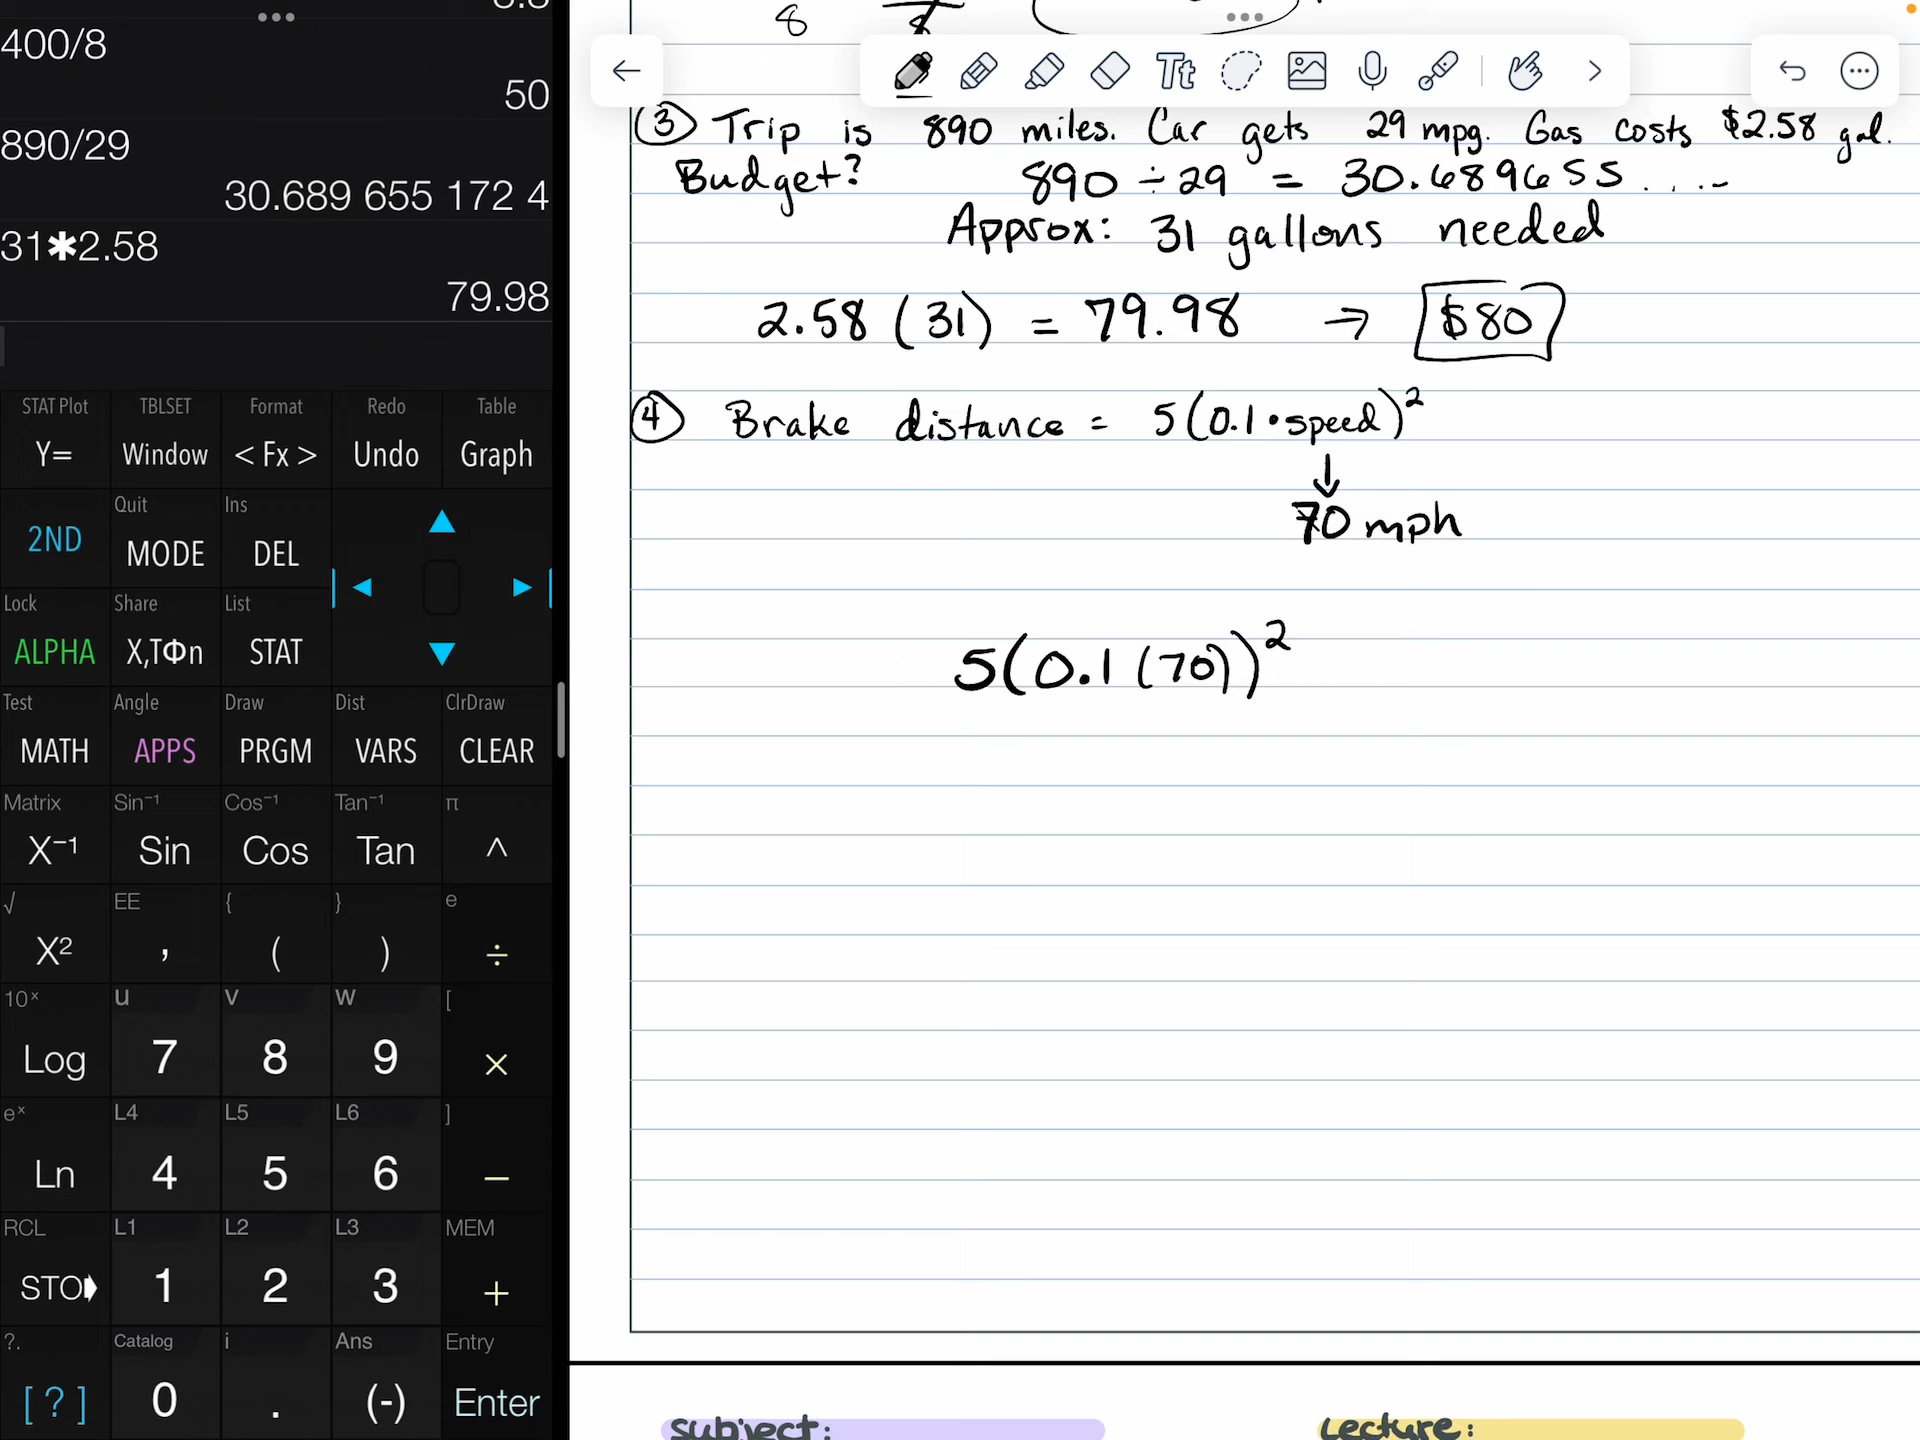 400/8
50
890/29
30.689 655 172 4
31✱2.58
79.98
STAT Plot TBLSET Format Redo Table
Y= Window < Fx > Undo Graph
Quit Ins
2ND MODE DEL
Lock Share List
ALPHA X,TΦn STAT
Test Angle Draw Dist ClrDraw
MATH APPS PRGM VARS CLEAR
Matrix Sin⁻¹ Cos⁻¹ Tan⁻¹ π
X⁻¹ Sin Cos Tan ^
√ EE { } e
X² , ( ) ÷
10ˣ u v w [
Log 7 8 9 ×
eˣ L4 L5 L6 ]
Ln 4 5 6 −
RCL L1 L2 L3 MEM
STO 1 2 3 +
?. Catalog i Ans Entry
[ ? ] 0 . (-) Enter
8 8
Tt
③ Trip is 890 miles. Car gets 29 mpg. Gas costs $2.58 gal.
Budget? 890 ÷ 29 = 30.689655....
Approx: 31 gallons needed
2.58 (31) = 79.98 → $80
④ Brake distance = 5(0.1•speed)²
↓
70 mph
5(0.1(70))²
subject: Lecture: